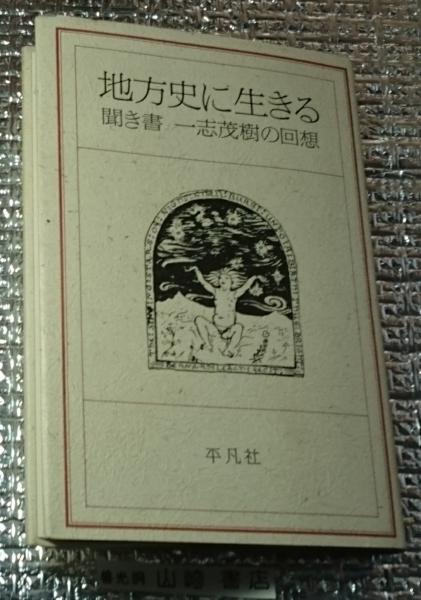 地方史に生きる
聞き書 一志茂樹の回想
平凡社
山崎書店